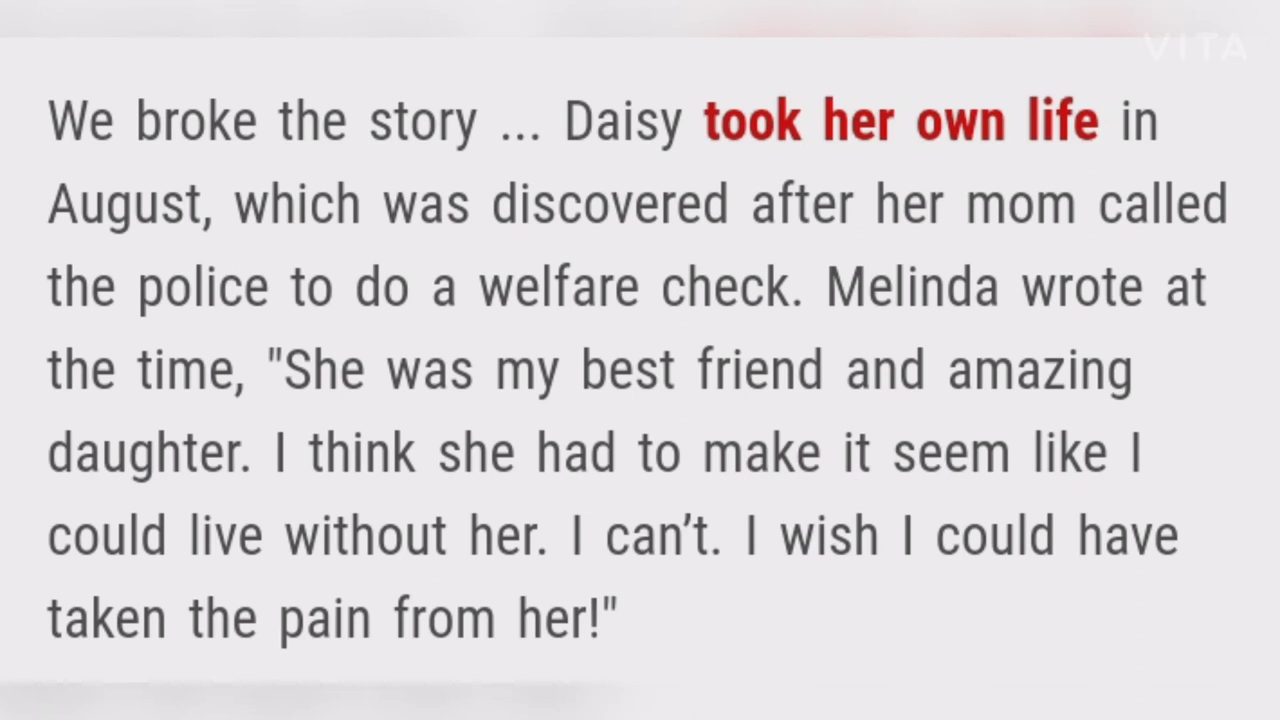 VITA
We broke the story ... Daisy took her own life in
August, which was discovered after her mom called
the police to do a welfare check. Melinda wrote at
the time, "She was my best friend and amazing
daughter. I think she had to make it seem like I
could live without her. I can’t. I wish I could have
taken the pain from her!"